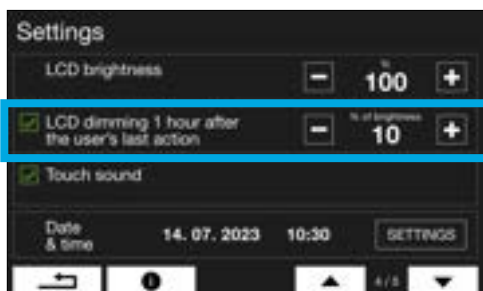 Settings
LCD brightness
%
− 100 +
LCD dimming 1 hour after
the user's last action
% of brightness
− 10 +
Touch sound
Date
& time
14. 07. 2023 10:30 SETTINGS
4/5